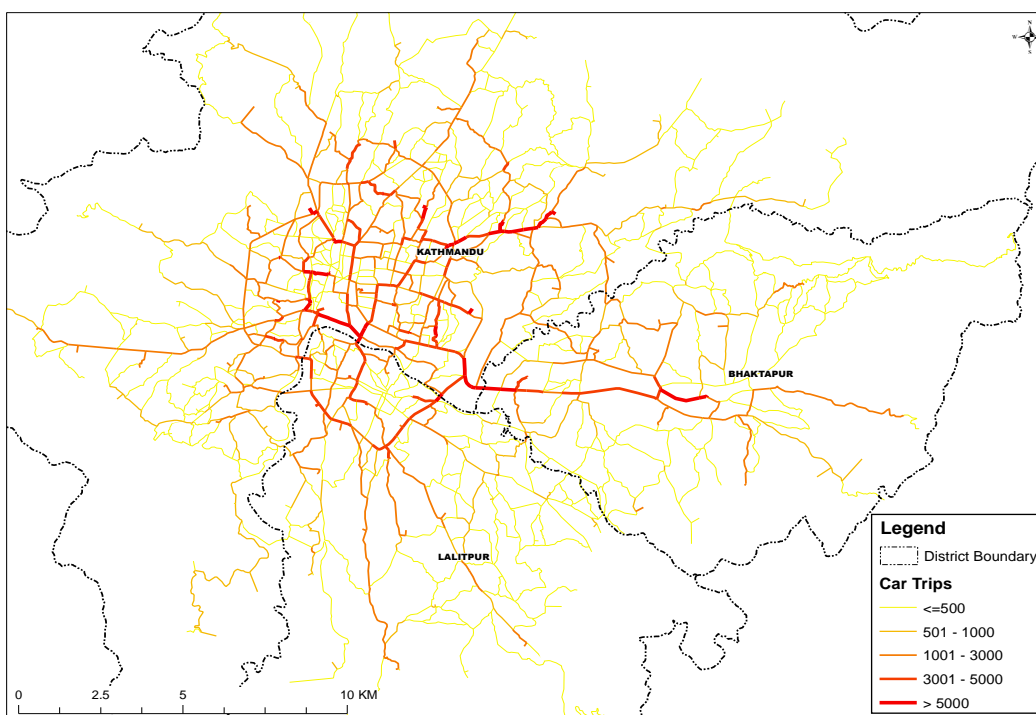 N
W
S
KATHMANDU
BHAKTAPUR
LALITPUR
Legend
District Boundary
Car Trips
<=500
501 - 1000
1001 - 3000
3001 - 5000
> 5000
0 2.5 5 10 KM